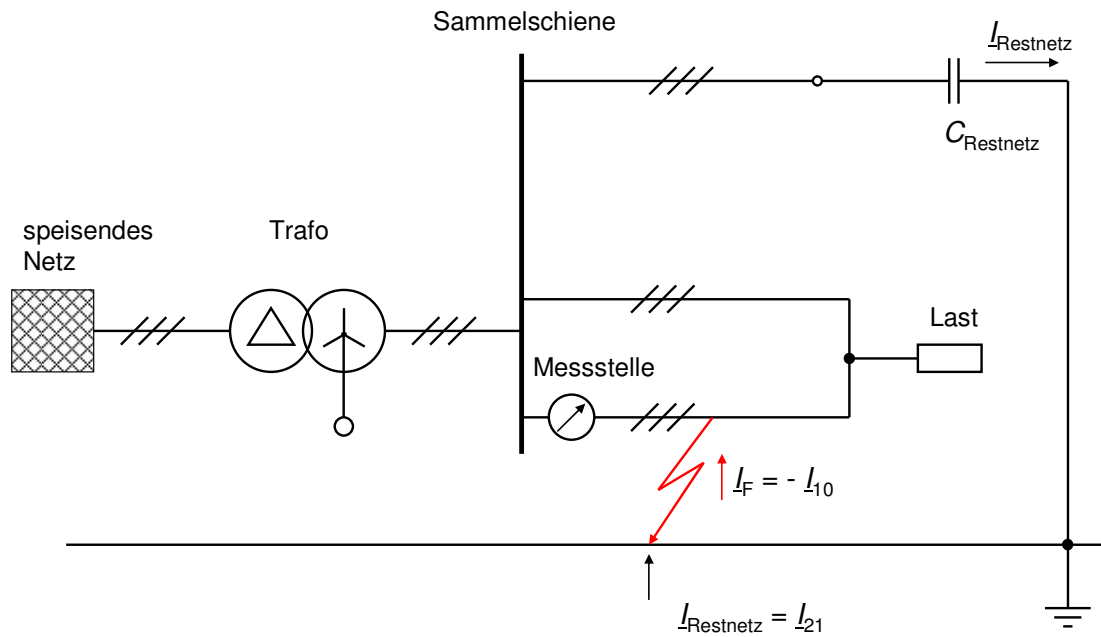 Sammelschiene
I_Restnetz
C_Restnetz
speisendes
Netz
Trafo
Last
Messstelle
I_F = - I_10
I_Restnetz = I_21